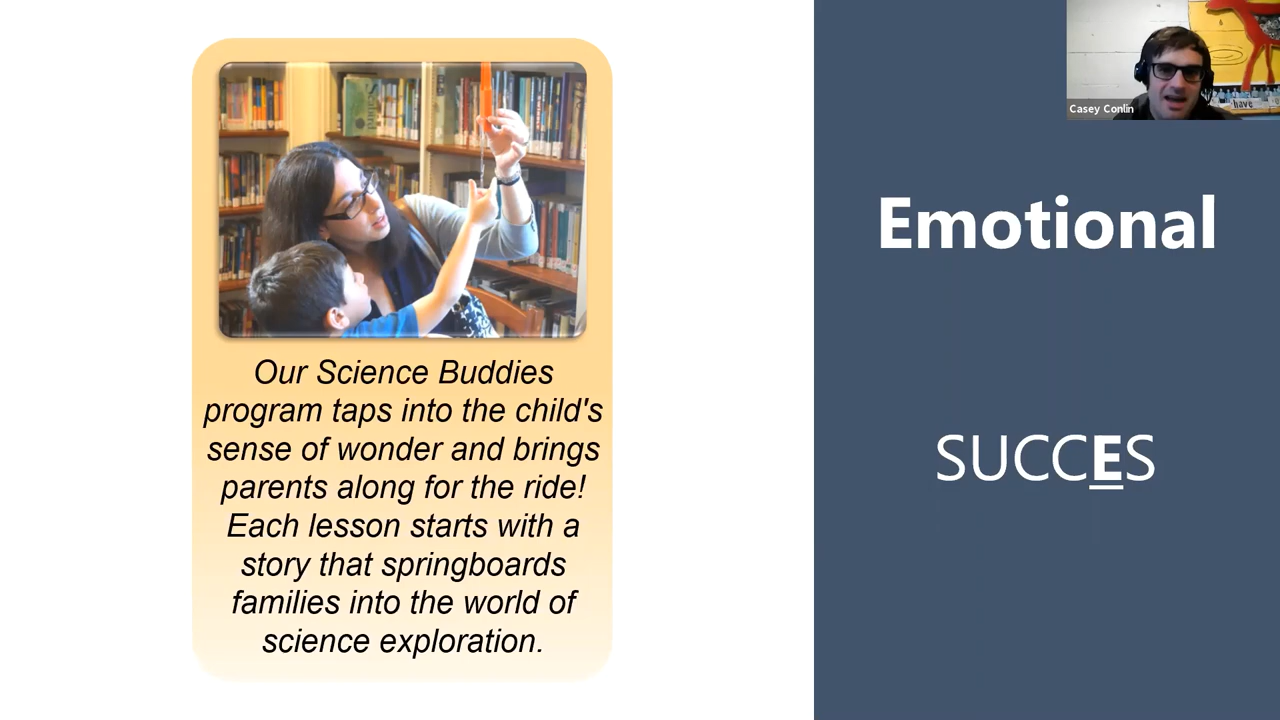 Our Science Buddies
program taps into the child's
sense of wonder and brings
parents along for the ride!
Each lesson starts with a
story that springboards
families into the world of
science exploration.
Casey Conlin
have
Emotional
SUCCES